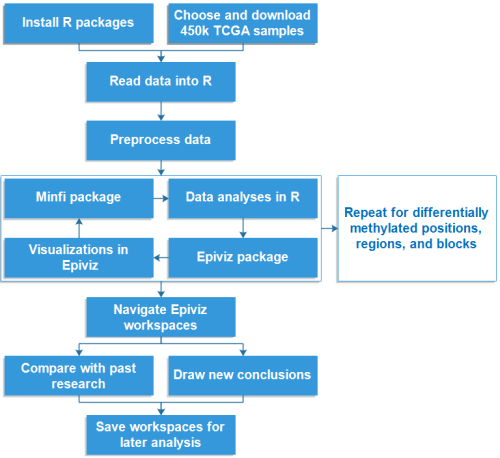 Install R packages
Choose and download
450k TCGA samples
Read data into R
Preprocess data
Minfi package
Data analyses in R
Visualizations in
Epiviz
Epiviz package
Repeat for differentially
methylated positions,
regions, and blocks
Navigate Epiviz
workspaces
Compare with past
research
Draw new conclusions
Save workspaces for
later analysis